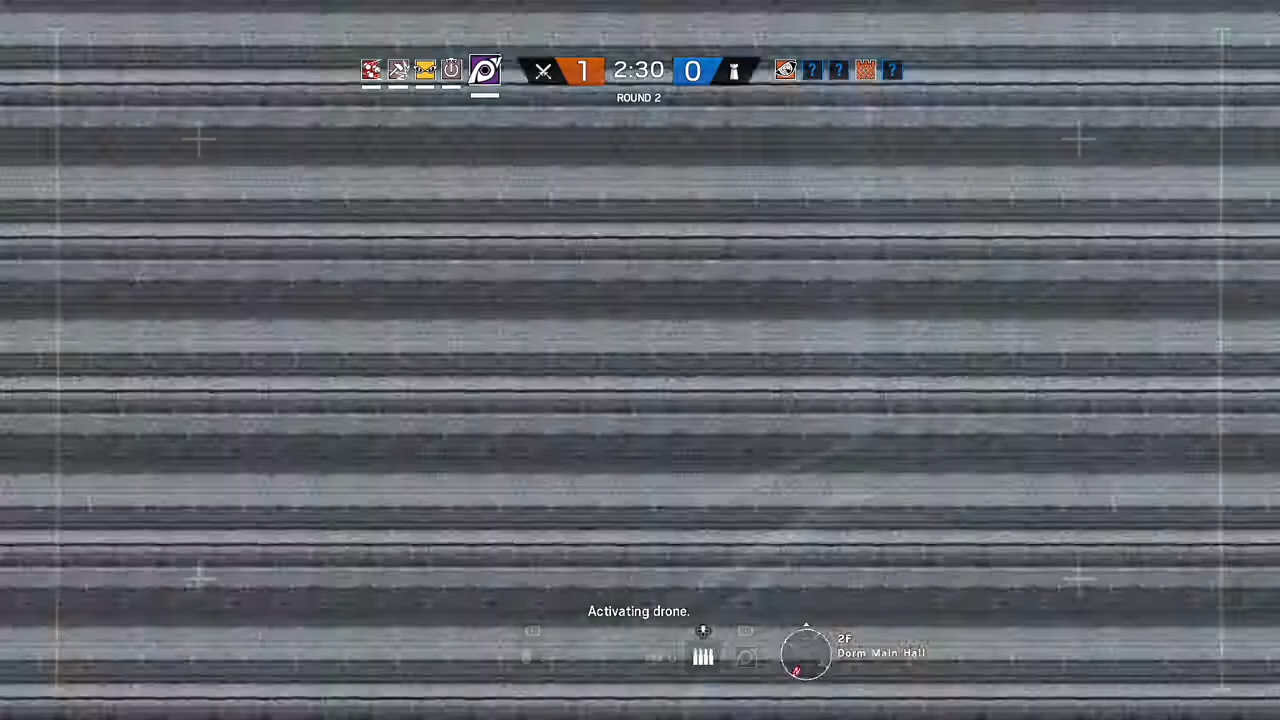 1 2:30 0
? ? ?
ROUND 2
Activating drone.
2F
Dorm Main Hall
N